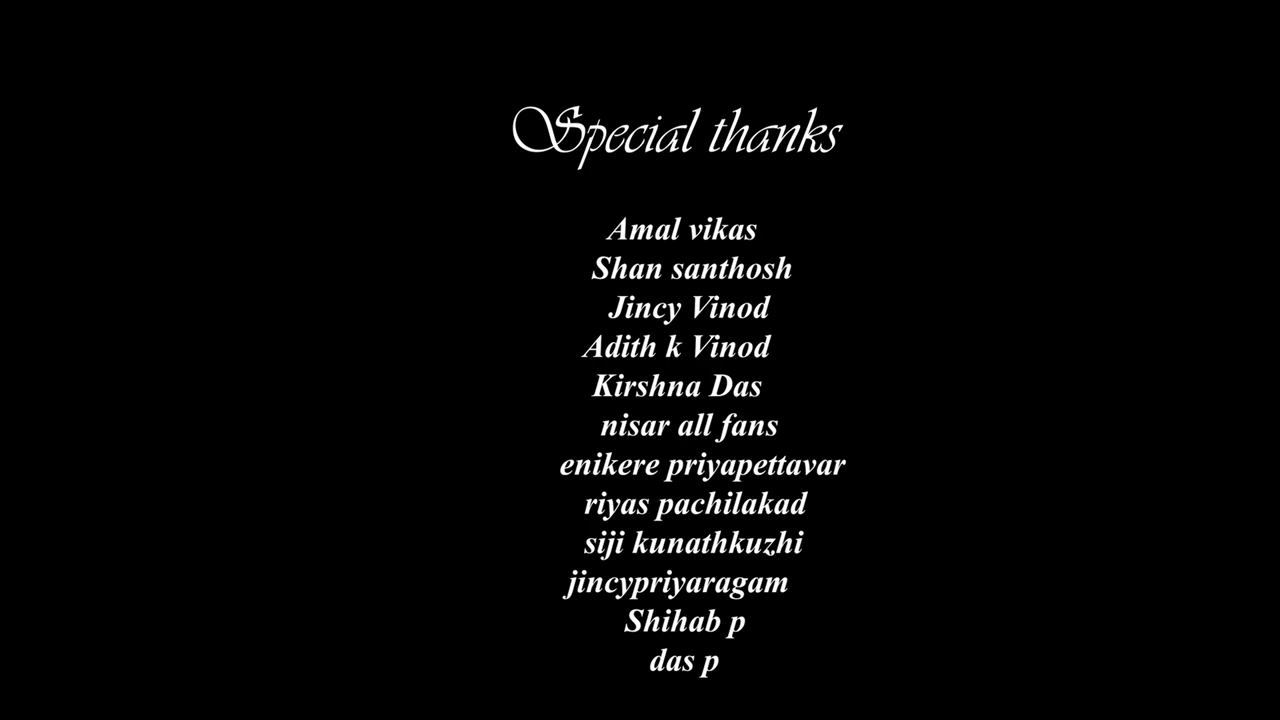 Special thanks
Amal vikas
Shan santhosh
Jincy Vinod
Adith k Vinod
Kirshna Das
nisar all fans
enikere priyapettavar
riyas pachilakad
siji kunathkuzhi
jincypriyaragam
Shihab p
das p